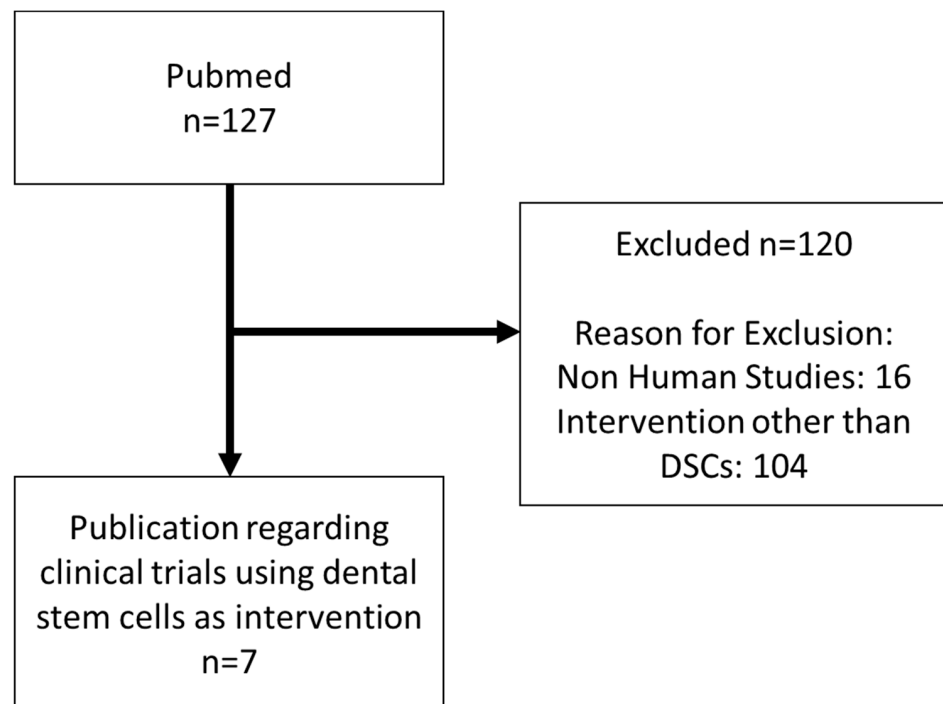 Pubmed
n=127
Excluded n=120
Reason for Exclusion:
Non Human Studies: 16
Intervention other than
DSCs: 104
Publication regarding
clinical trials using dental
stem cells as intervention
n=7